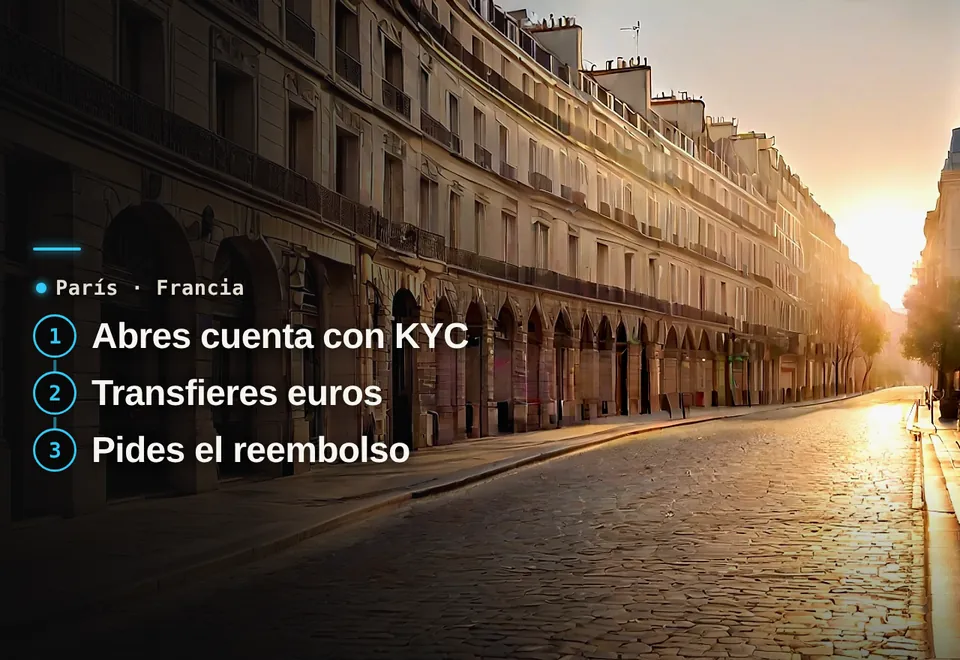 París · Francia
1 Abres cuenta con KYC
2 Transfieres euros
3 Pides el reembolso